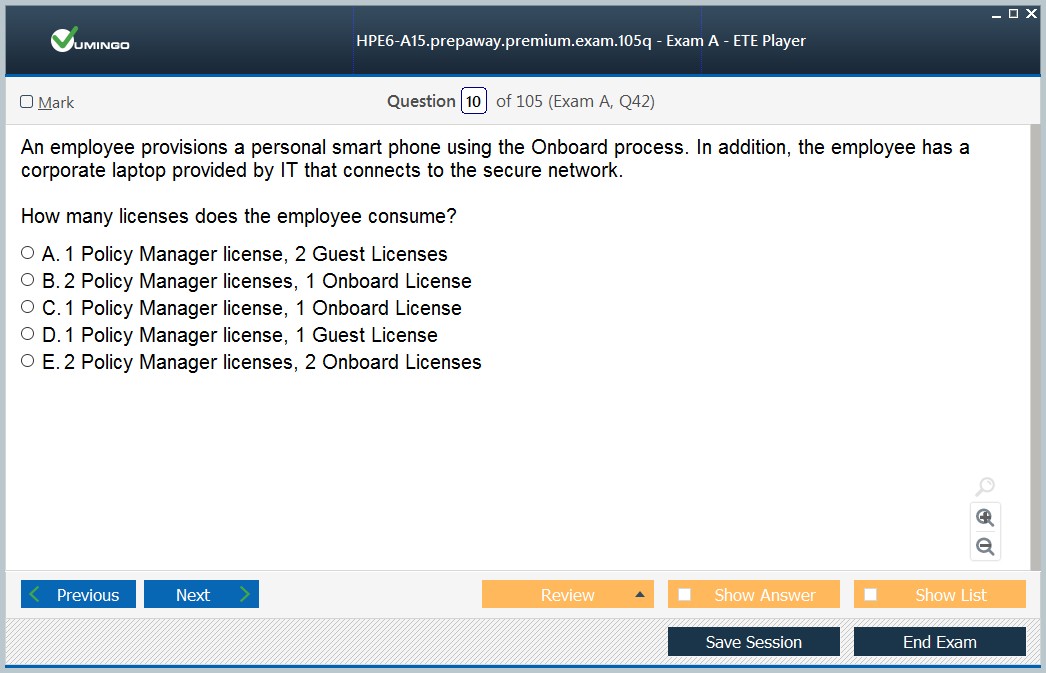 VUMINGO
HPE6-A15.prepaway.premium.exam.105q - Exam A - ETE Player
Mark
Question 10 of 105 (Exam A, Q42)
An employee provisions a personal smart phone using the Onboard process. In addition, the employee has a
corporate laptop provided by IT that connects to the secure network.
How many licenses does the employee consume?
A. 1 Policy Manager license, 2 Guest Licenses
B. 2 Policy Manager licenses, 1 Onboard License
C. 1 Policy Manager license, 1 Onboard License
D. 1 Policy Manager license, 1 Guest License
E. 2 Policy Manager licenses, 2 Onboard Licenses
Previous
Next
Review
Show Answer
Show List
Save Session
End Exam